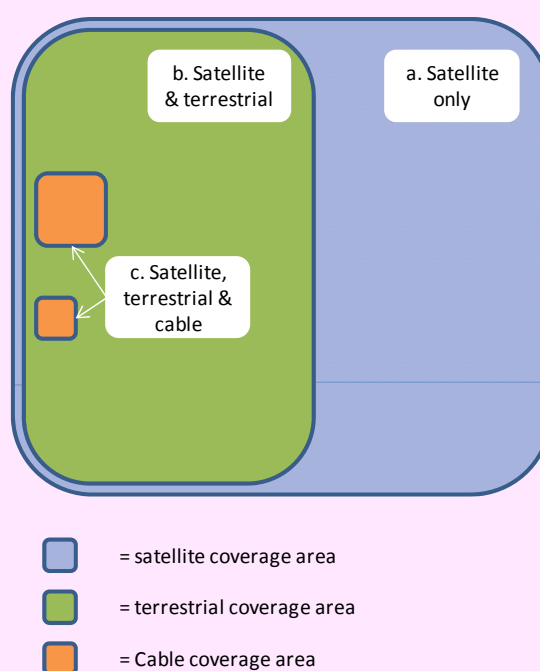 b. Satellite
& terrestrial
a. Satellite
only
c. Satellite,
terrestrial &
cable
= satellite coverage area
= terrestrial coverage area
= Cable coverage area